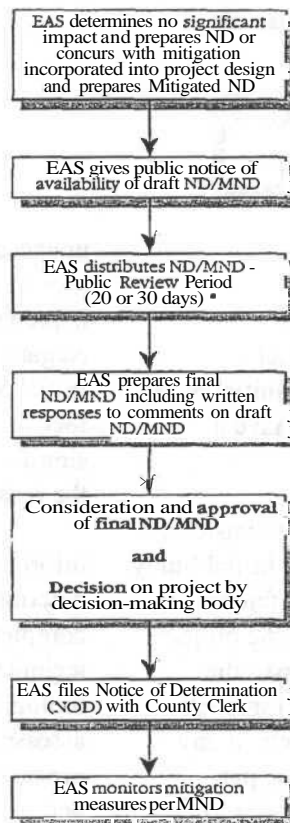 EAS determines no significant
impact and prepares ND or
concurs with mitigation
incorporated into project design
and prepares Mitigated ND
EAS gives public notice of
availability of draft ND/MND
EAS distributes ND/MND -
Public Review Period
(20 or 30 days) *
EAS prepares final
ND/MND including written
responses to comments on draft
ND/MND
Consideration and approval
of final ND/MND
and
Decision on project by
decision-making body
EAS files Notice of Determination
(NOD) with County Clerk
EAS monitors mitigation
measures per MND